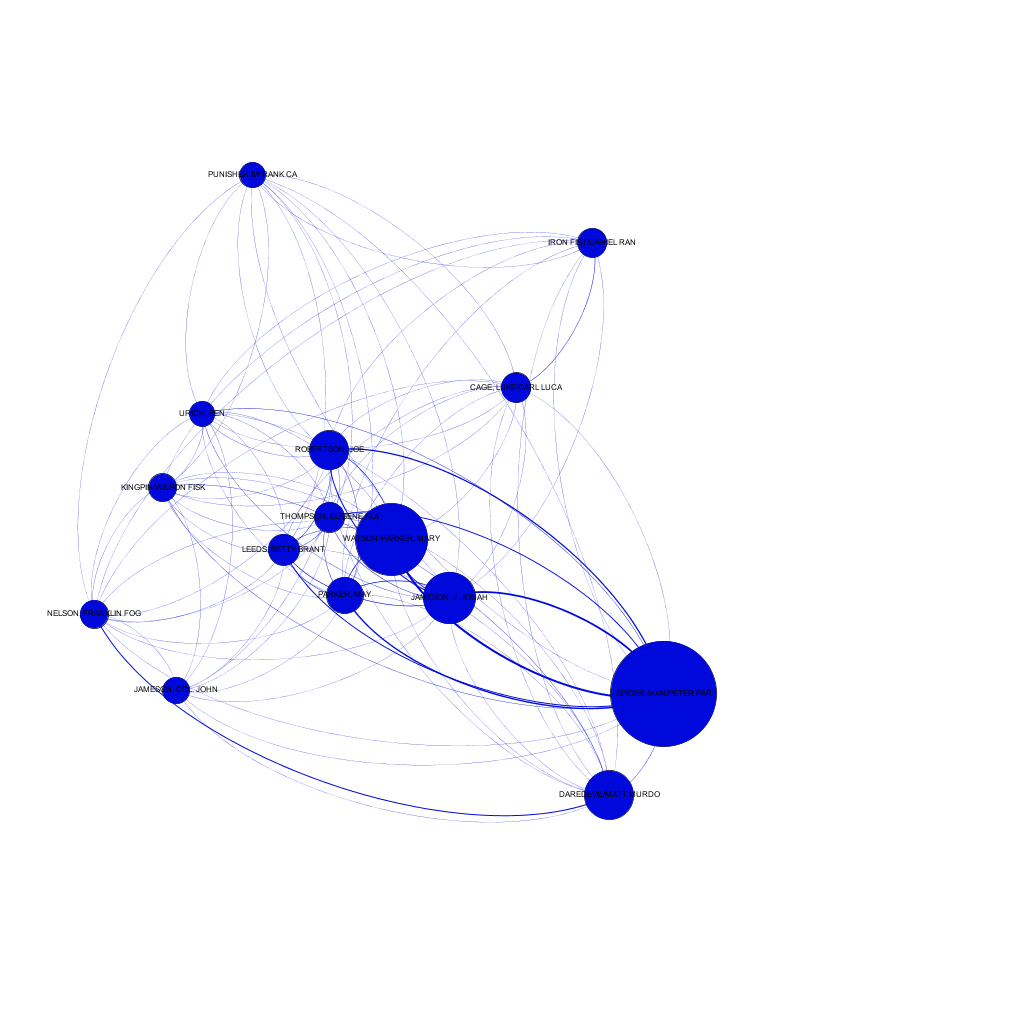 PUNISHER FRANK CA
IRON FIST/DANIEL RAN
CAGE, LUKE/CARL LUCA
URICH, BEN
ROBERTSON, JOE
KINGPIN/WILSON FISK
THOMPSON, EUGENE FLA
WATSON-PARKER, MARY
LEEDS, BETTY BRANT
PARKER, MAY
JAMESON, J. JONAH
NELSON, FRANKLIN FOG
JAMESON, COL. JOHN
SPIDER-MAN/PETER PAR
DAREDEVIL/MATT MURDO